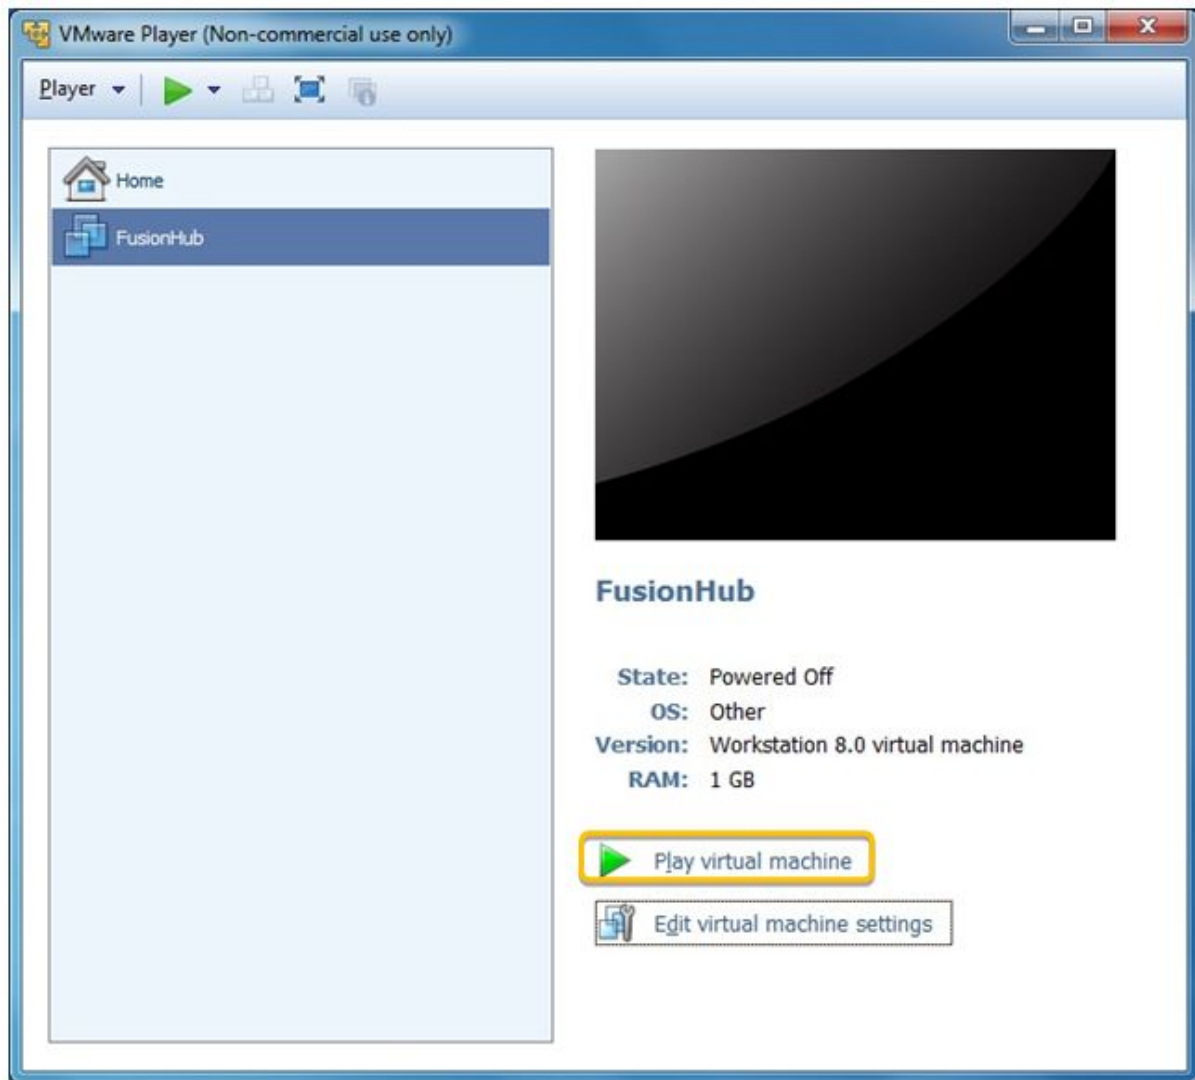 VMware Player (Non-commercial use only)
Player
Home
FusionHub
FusionHub
State: Powered Off
OS: Other
Version: Workstation 8.0 virtual machine
RAM: 1 GB
Play virtual machine
Edit virtual machine settings